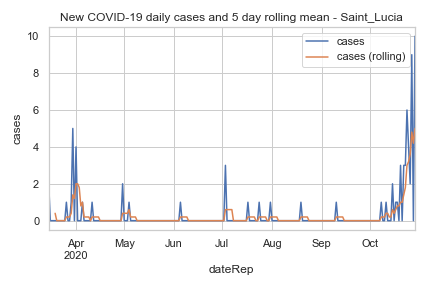 New COVID-19 daily cases and 5 day rolling mean - Saint_Lucia
cases
cases (rolling)
10
8
6
4
2
0
cases
Apr May Jun Jul Aug Sep Oct
2020
dateRep